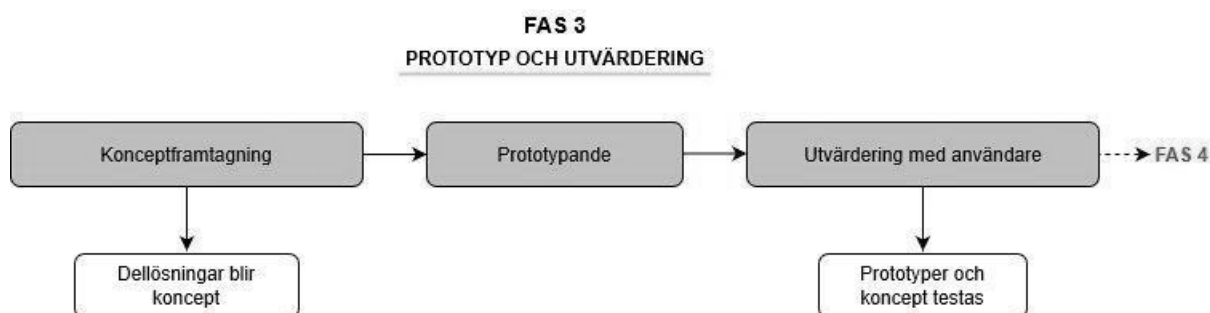 FAS 3
PROTOTYP OCH UTVÄRDERING
Konceptframtagning
Prototypande
Utvärdering med användare
FAS 4
Dellösningar blir
koncept
Prototyper och
koncept testas